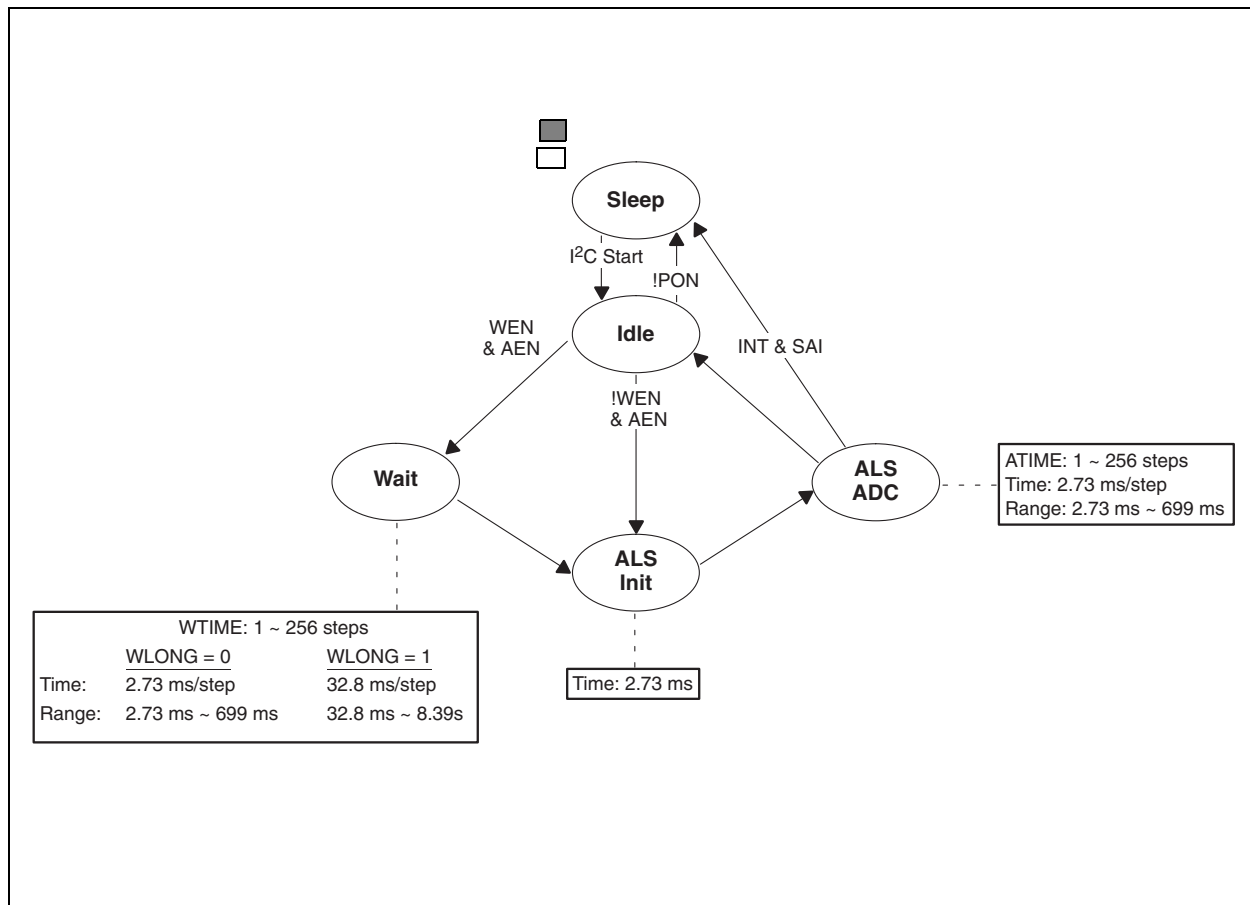 Sleep
I²C Start
!PON
Idle
WEN
& AEN
INT & SAI
!WEN
& AEN
Wait
ALS
ADC
ATIME: 1 ~ 256 steps
Time: 2.73 ms/step
Range: 2.73 ms ~ 699 ms
ALS
Init
WTIME: 1 ~ 256 steps
WLONG = 0 WLONG = 1
Time: 2.73 ms/step 32.8 ms/step
Range: 2.73 ms ~ 699 ms 32.8 ms ~ 8.39s
Time: 2.73 ms